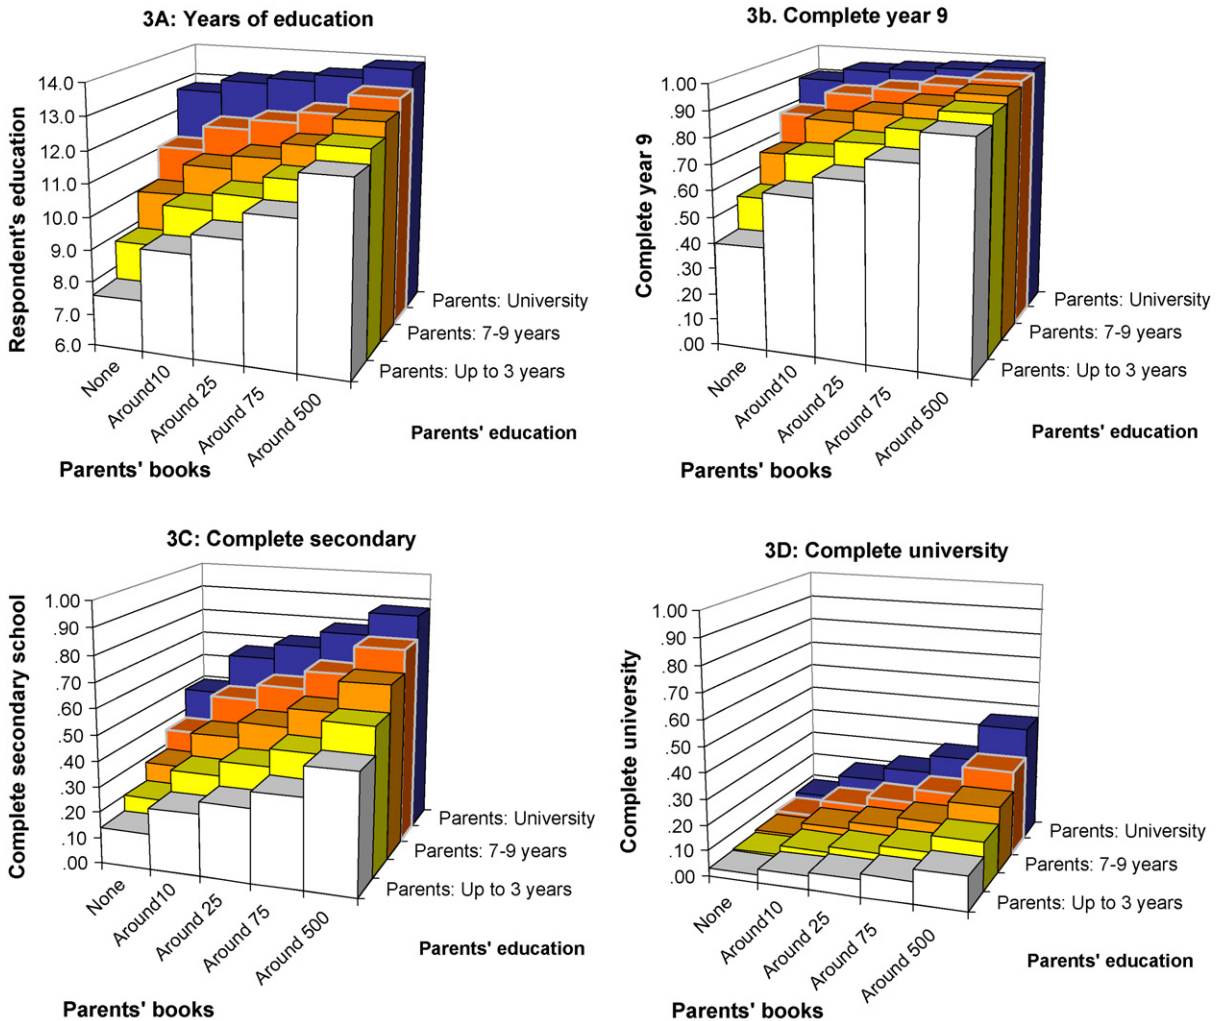 3A: Years of education
Respondent's education
14.0
13.0
12.0
11.0
10.0
9.0
8.0
7.0
6.0
None
Around10
Around 25
Around 75
Around 500
Parents: University
Parents: 7-9 years
Parents: Up to 3 years
Parents' education
Parents' books
3b. Complete year 9
Complete year 9
1.00
.90
.80
.70
.60
.50
.40
.30
.20
.10
.00
None
Around10
Around 25
Around 75
Around 500
Parents: University
Parents: 7-9 years
Parents: Up to 3 years
Parents' education
Parents' books
3C: Complete secondary
Complete secondary school
1.00
.90
.80
.70
.60
.50
.40
.30
.20
.10
.00
None
Around10
Around 25
Around 75
Around 500
Parents: University
Parents: 7-9 years
Parents: Up to 3 years
Parents' education
Parents' books
3D: Complete university
Complete university
1.00
.90
.80
.70
.60
.50
.40
.30
.20
.10
.00
None
Around10
Around 25
Around 75
Around 500
Parents: University
Parents: 7-9 years
Parents: Up to 3 years
Parents' education
Parents' books